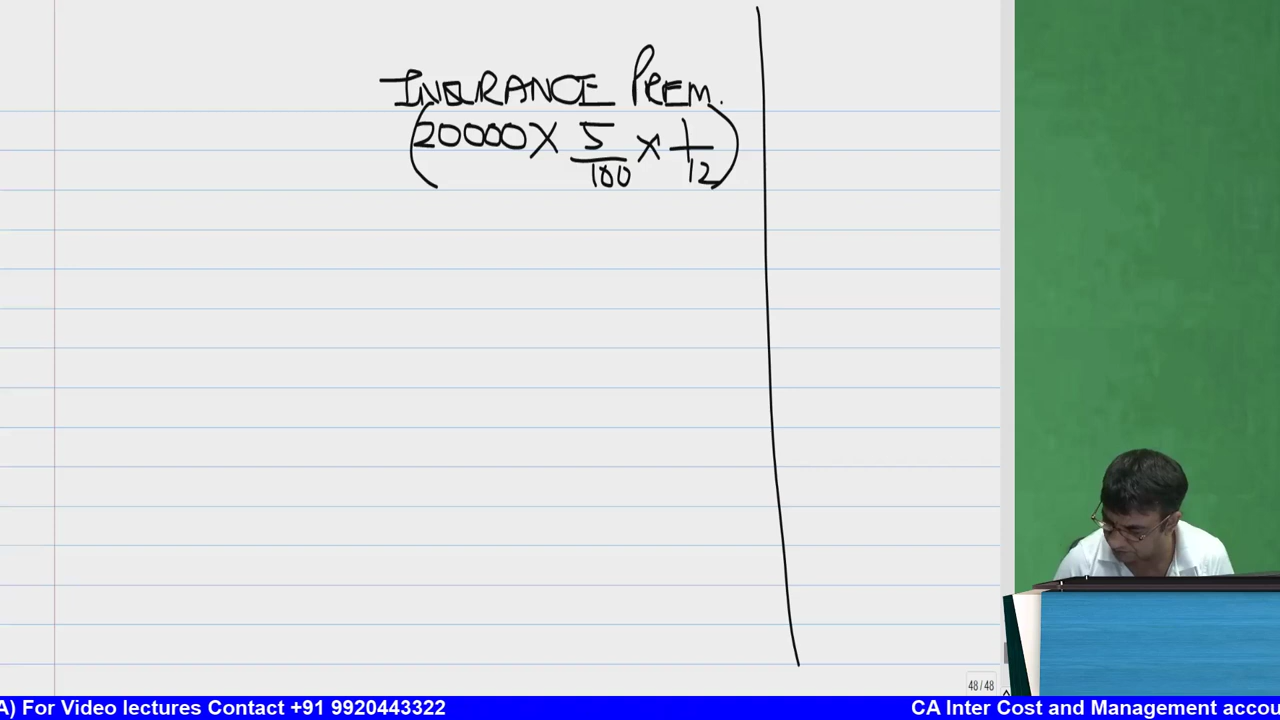 INSURANCE PREM.
(20000 X 5/100 X 1/12)
48/48
A) For Video lectures Contact +91 9920443322
CA Inter Cost and Management accou